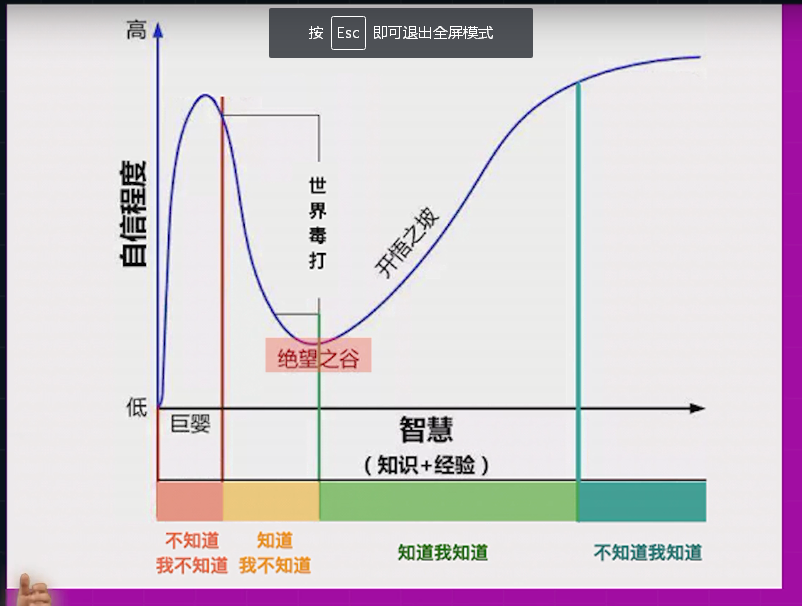 按 Esc 即可退出全屏模式
高
自信程度
世界毒打
开悟之坡
绝望之谷
低
巨婴
智慧
（知识+经验）
不知道
我不知道
知道
我不知道
知道我知道
不知道我知道